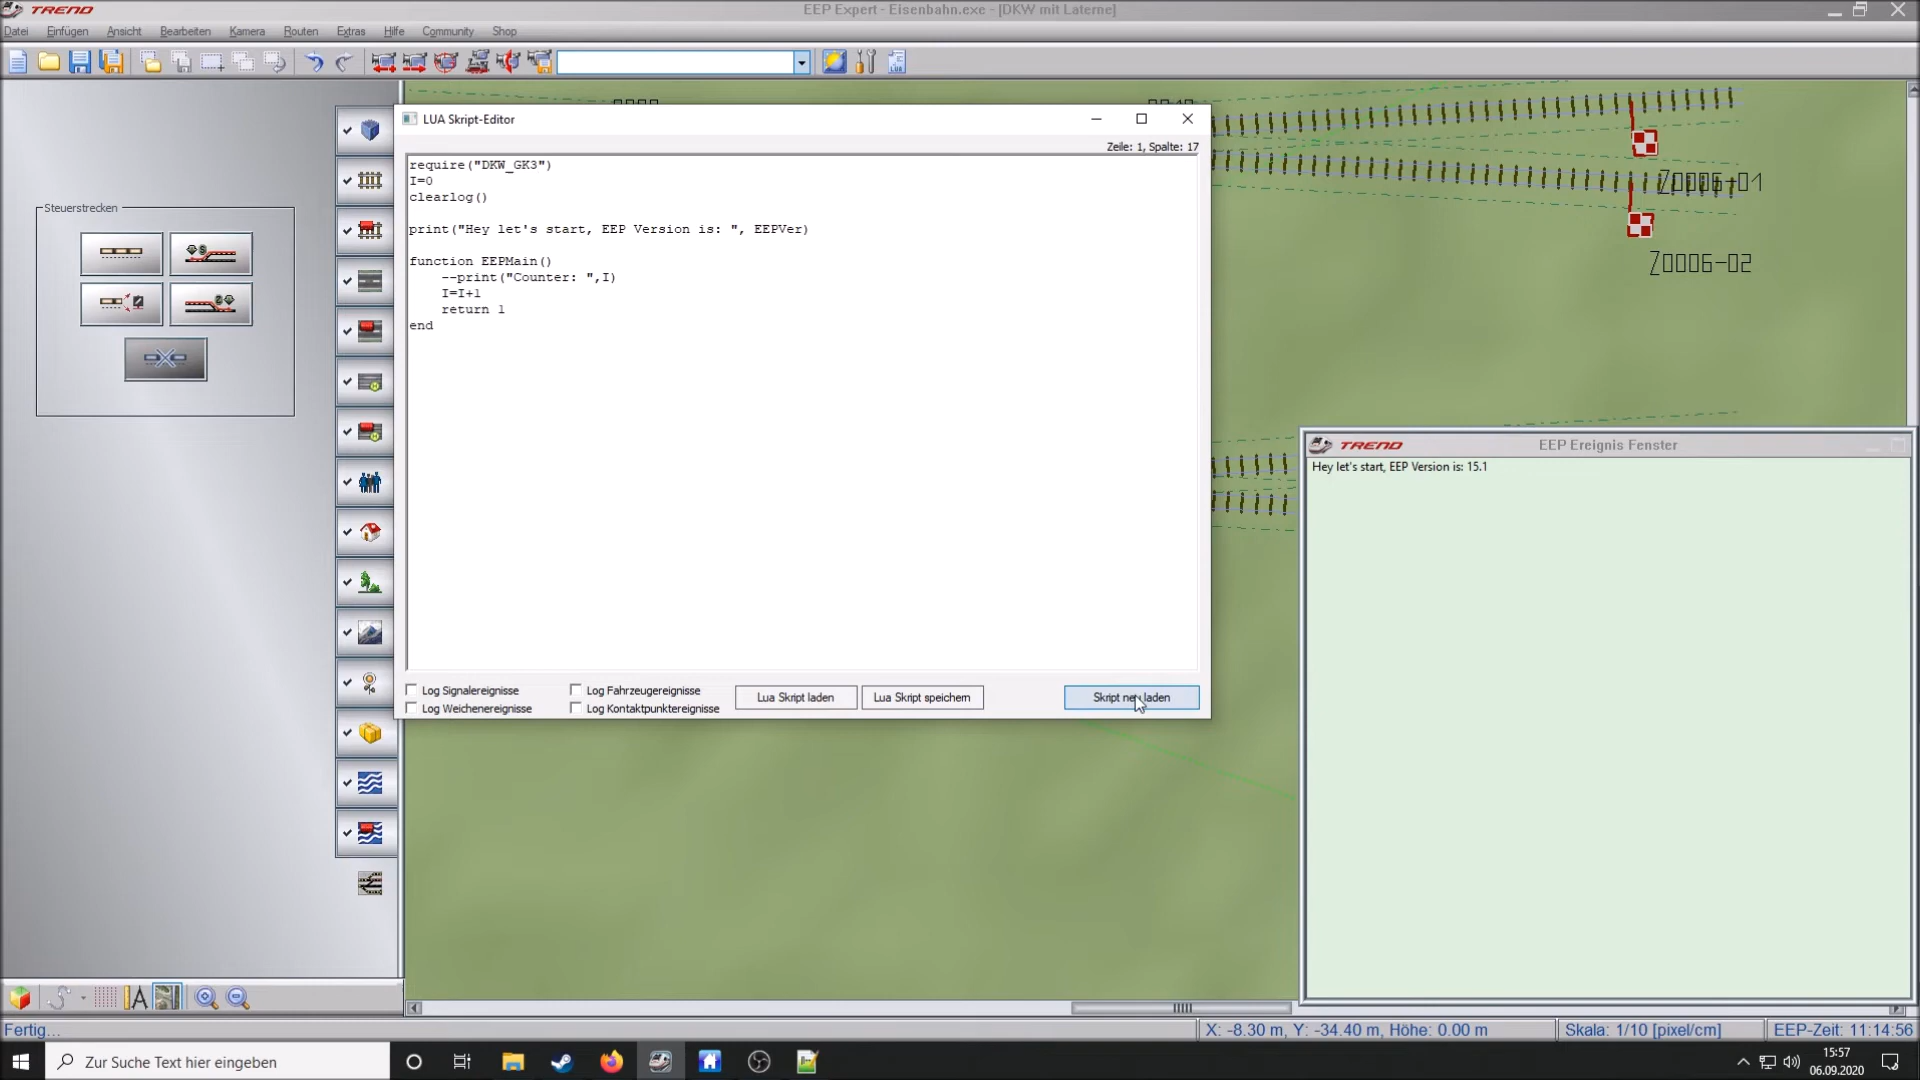 TREND
EEP Expert - Eisenbahn.exe - [DKW mit Laterne]
Datei Einfügen Ansicht Bearbeiten Kamera Routen Extras Hilfe Community Shop
LUA Skript-Editor
Zeile: 1, Spalte: 17
require("DKW_GK3")
I=0
clearlog()
print("Hey let's start, EEP Version is: ", EEPVer)
function EEPMain()
--print("Counter: ",I)
I=I+1
return 1
end
Steuerstrecken
Z0006-01
Z0006-02
TREND
EEP Ereignis Fenster
Hey let's start, EEP Version is: 15.1
Log Signalereignisse
Log Fahrzeugereignisse
Log Weichenereignisse
Log Kontaktpunktereignisse
Lua Skript laden
Lua Skript speichern
Skript neu laden
Fertig...
X: -8.30 m, Y: -34.40 m, Höhe: 0.00 m
Skala: 1/10 [pixel/cm]
EEP-Zeit: 11:14:56
Zur Suche Text hier eingeben
15:57
06.09.2020